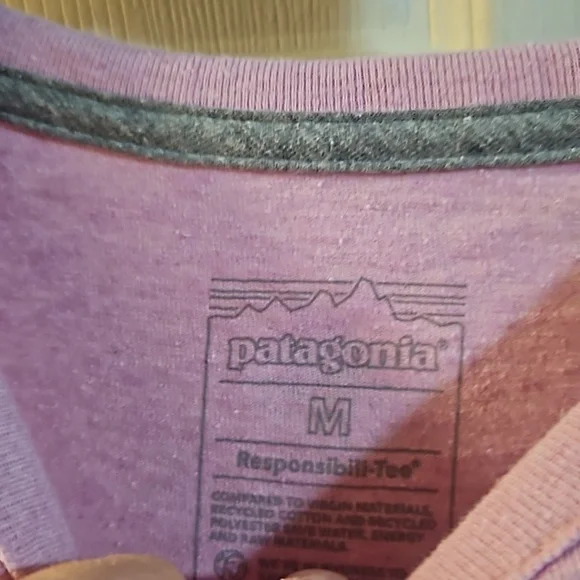 patagonia®
M
Responsibili-Tee®
COMPARED TO VIRGIN MATERIALS,
RECYCLED COTTON AND RECYCLED
POLYESTER SAVE WATER, ENERGY
AND RAW MATERIALS.